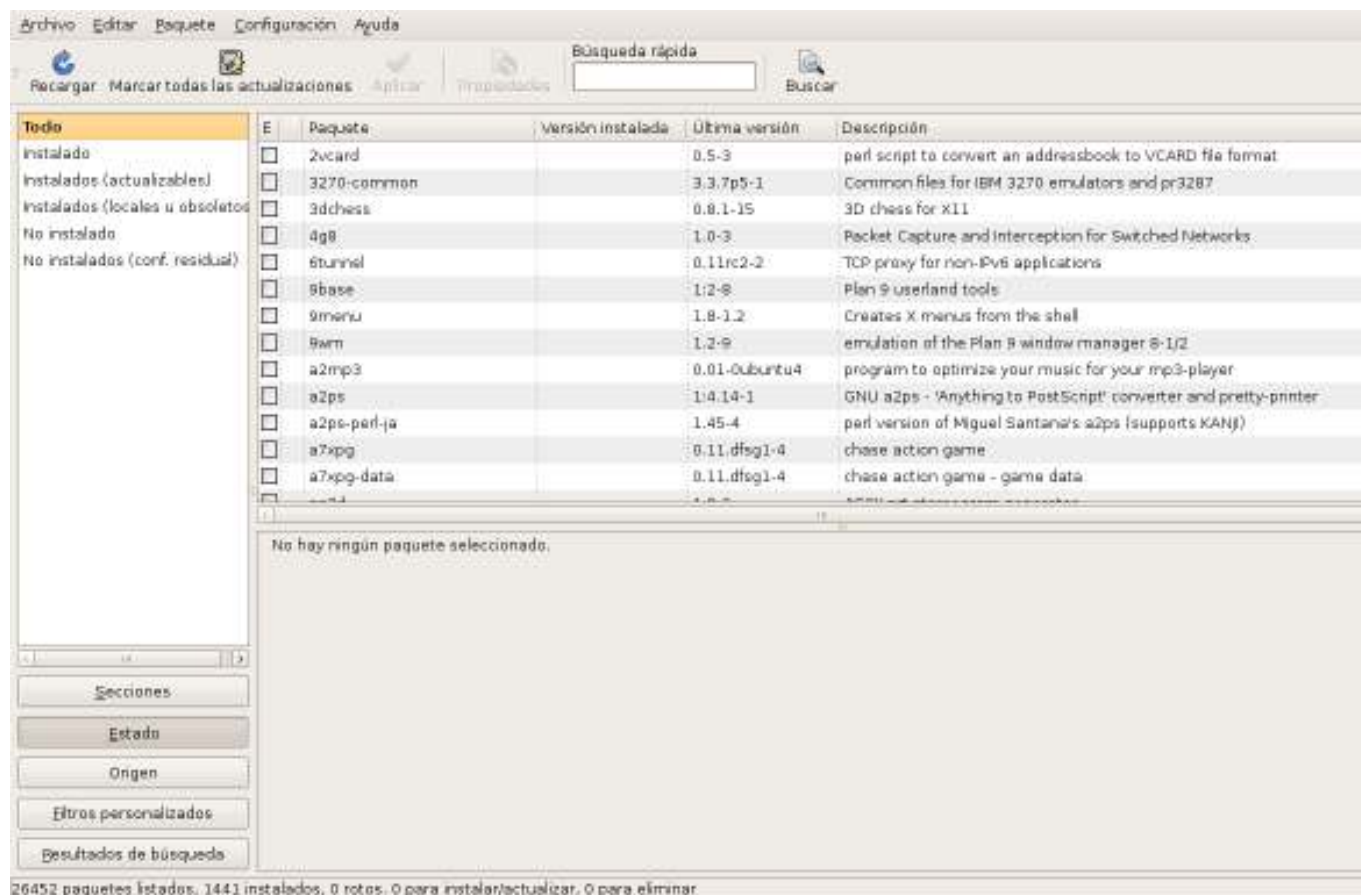 Archivo Editar Paquete Configuración Ayuda
Búsqueda rápida
Recargar Marcar todas las actualizaciones Aplicar Propiedades Buscar
Todo
Instalado
Instalados (actualizables)
Instalados (locales u obsoletos
No instalado
No instalados (conf. residual)
E Paquete Versión instalada Última versión Descripción
2vcard 0.5-3 perl script to convert an addressbook to VCARD file format
3270-common 3.3.7p5-1 Common files for IBM 3270 emulators and pr3287
3dchess 0.8.1-15 3D chess for X11
4g8 1.0-3 Packet Capture and Interception for Switched Networks
6tunnel 0.11rc2-2 TCP proxy for non-IPv6 applications
9base 1:2-8 Plan 9 userland tools
9menu 1.8-1.2 Creates X menus from the shell
9wm 1.2-9 emulation of the Plan 9 window manager 8-1/2
a2mp3 0.01-0ubuntu4 program to optimize your music for your mp3-player
a2ps 1:4.14-1 GNU a2ps - 'Anything to PostScript' converter and pretty-printer
a2ps-perl-ja 1.45-4 perl version of Miguel Santana's a2ps (supports KANJI)
a7xpg 0.11.dfsg1-4 chase action game
a7xpg-data 0.11.dfsg1-4 chase action game - game data
No hay ningún paquete seleccionado.
Secciones
Estado
Origen
Filtros personalizados
Resultados de búsqueda
26452 paquetes listados, 1441 instalados, 0 rotos. 0 para instalar/actualizar, 0 para eliminar